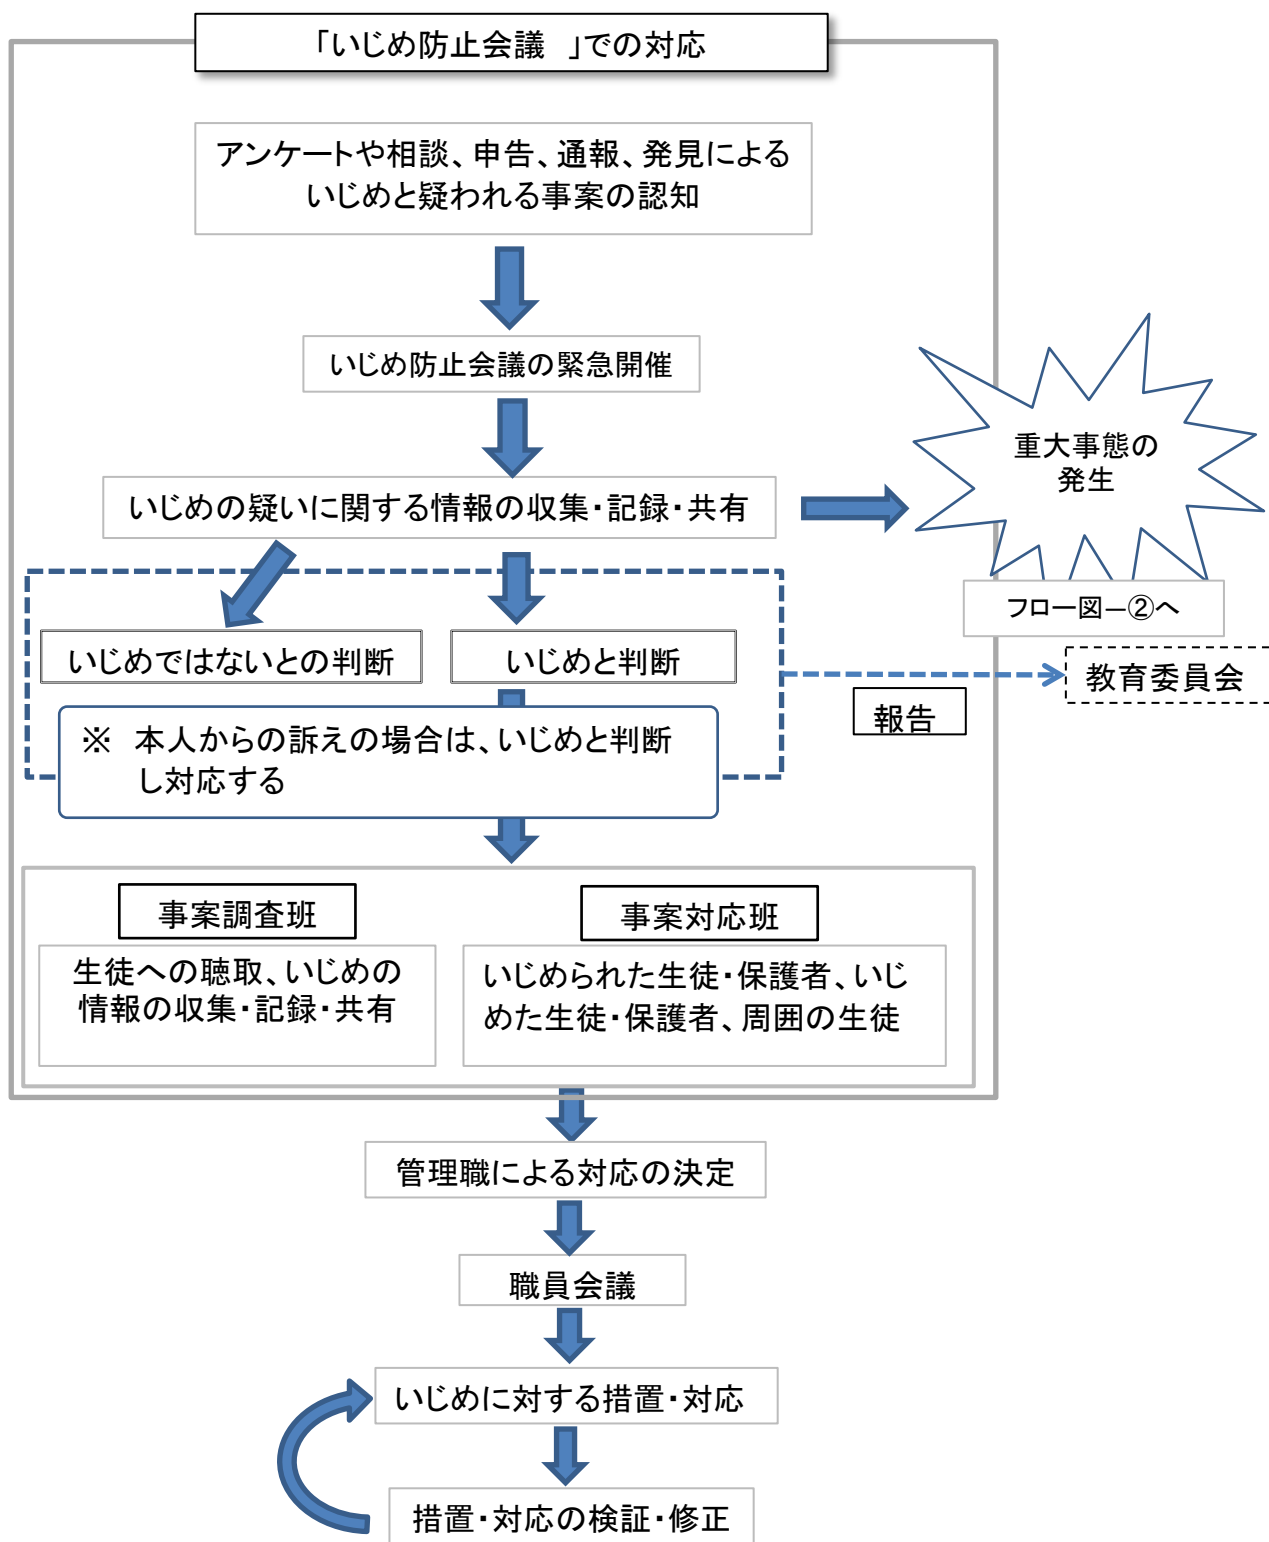 「いじめ防止会議　」での対応
アンケートや相談、申告、通報、発見による
いじめと疑われる事案の認知
いじめ防止会議の緊急開催
重大事態の
発生
いじめの疑いに関する情報の収集・記録・共有
フロー図―②へ
いじめではないとの判断
いじめと判断
教育委員会
報告
※　本人からの訴えの場合は、いじめと判断
し対応する
事案調査班
生徒への聴取、いじめの
情報の収集・記録・共有
事案対応班
いじめられた生徒・保護者、いじ
めた生徒・保護者、周囲の生徒
管理職による対応の決定
職員会議
いじめに対する措置・対応
措置・対応の検証・修正